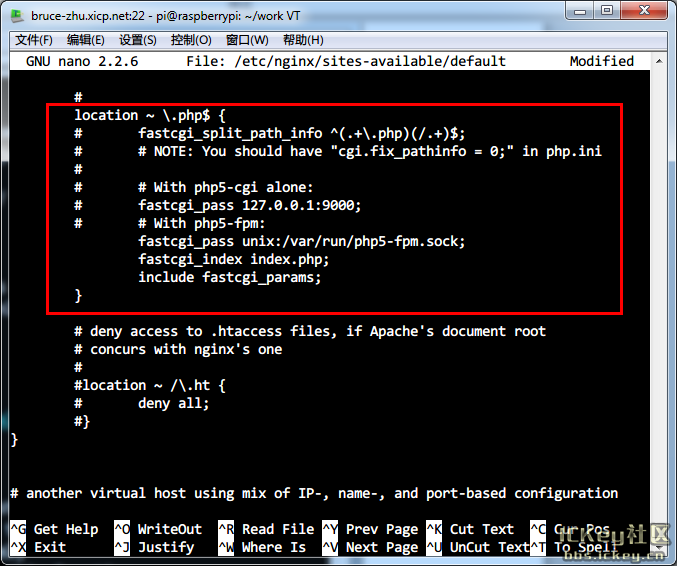 bruce-zhu.xicp.net:22 - pi@raspberrypi: ~/work VT
文件(F) 编辑(E) 设置(S) 控制(O) 窗口(W) 帮助(H)
GNU nano 2.2.6 File: /etc/nginx/sites-available/default Modified
#
location ~ \.php$ {
# fastcgi_split_path_info ^(.+\.php)(/.+)$;
# # NOTE: You should have "cgi.fix_pathinfo = 0;" in php.ini
#
# # With php5-cgi alone:
# fastcgi_pass 127.0.0.1:9000;
# # With php5-fpm:
fastcgi_pass unix:/var/run/php5-fpm.sock;
fastcgi_index index.php;
include fastcgi_params;
}
# deny access to .htaccess files, if Apache's document root
# concurs with nginx's one
#
#location ~ /\.ht {
# deny all;
#}
}
# another virtual host using mix of IP-, name-, and port-based configuration
^G Get Help ^O WriteOut ^R Read File ^Y Prev Page ^K Cut Text ^C Cur Pos
^X Exit ^J Justify ^W Where Is ^V Next Page ^U UnCut Text ^T To Spell
ickey社区
bbs.ickey.cn